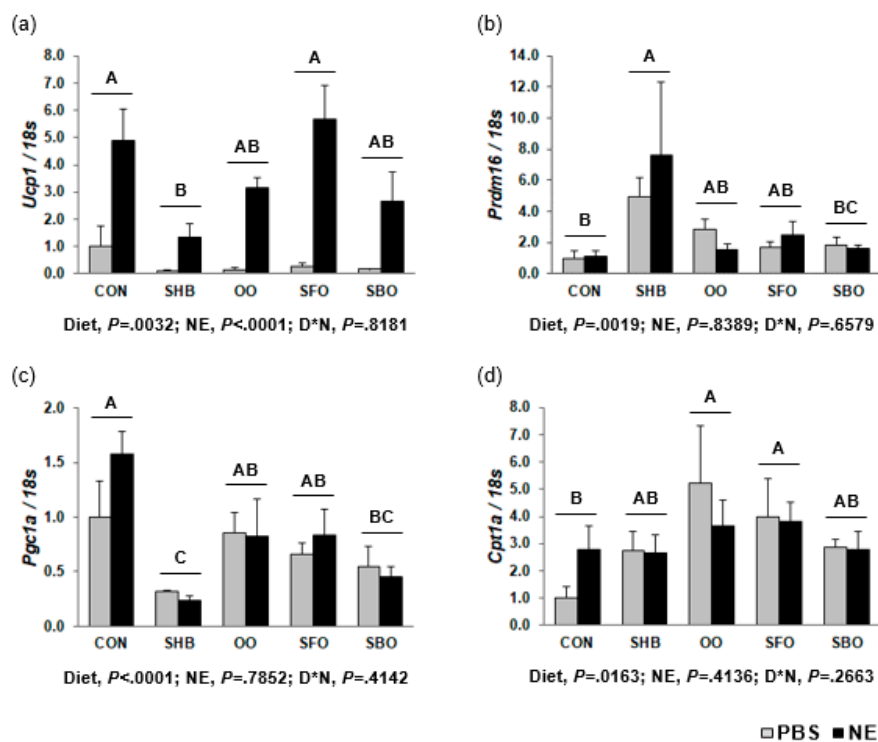 (a)
8.0
7.0
6.0
5.0
4.0
3.0
2.0
1.0
0.0
Ucp1 / 18s
A
B
AB
A
AB
CON SHB OO SFO SBO
Diet, P=.0032; NE, P<.0001; D*N, P=.8181
(b)
14.0
12.0
10.0
8.0
6.0
4.0
2.0
0.0
Prdm16 / 18s
B
A
AB
AB
BC
CON SHB OO SFO SBO
Diet, P=.0019; NE, P=.8389; D*N, P=.6579
(c)
2.0
1.5
1.0
0.5
0.0
Pgc1a / 18s
A
C
AB
AB
BC
CON SHB OO SFO SBO
Diet, P<.0001; NE, P=.7852; D*N, P=.4142
(d)
8.0
7.0
6.0
5.0
4.0
3.0
2.0
1.0
0.0
Cpt1a / 18s
B
AB
A
A
AB
CON SHB OO SFO SBO
Diet, P=.0163; NE, P=.4136; D*N, P=.2663
PBS NE